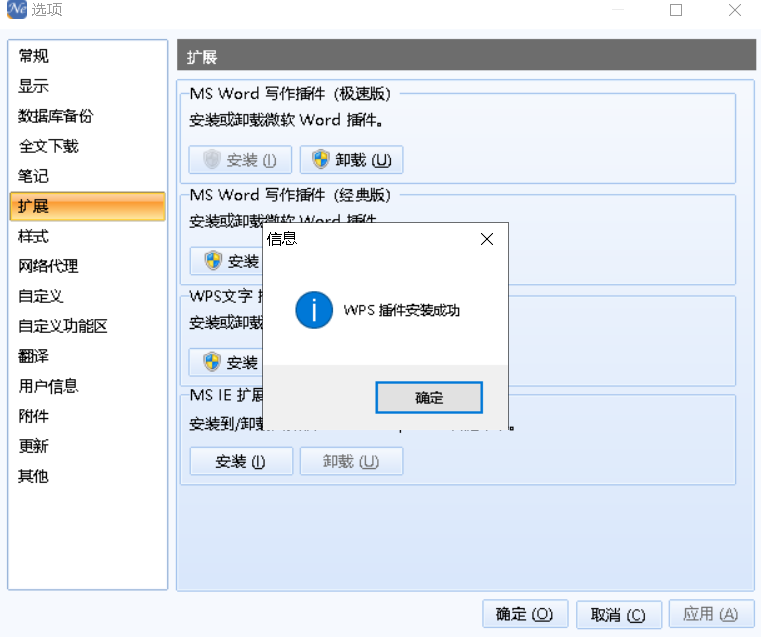 Ne 选项
常规
显示
数据库备份
全文下载
笔记
扩展
样式
网络代理
自定义
自定义功能区
翻译
用户信息
附件
更新
其他
扩展
MS Word 写作插件 (极速版)
安装或卸载微软 Word 插件。
安装 (I) 卸载 (U)
MS Word 写作插件 (经典版)
安装或卸载微软 Word 插件
安装
WPS文字
安装或卸载
安装
MS IE 扩展
安装到/卸载
安装 (I) 卸载 (U)
信息
WPS 插件安装成功
确定
确定 (O) 取消 (C) 应用 (A)